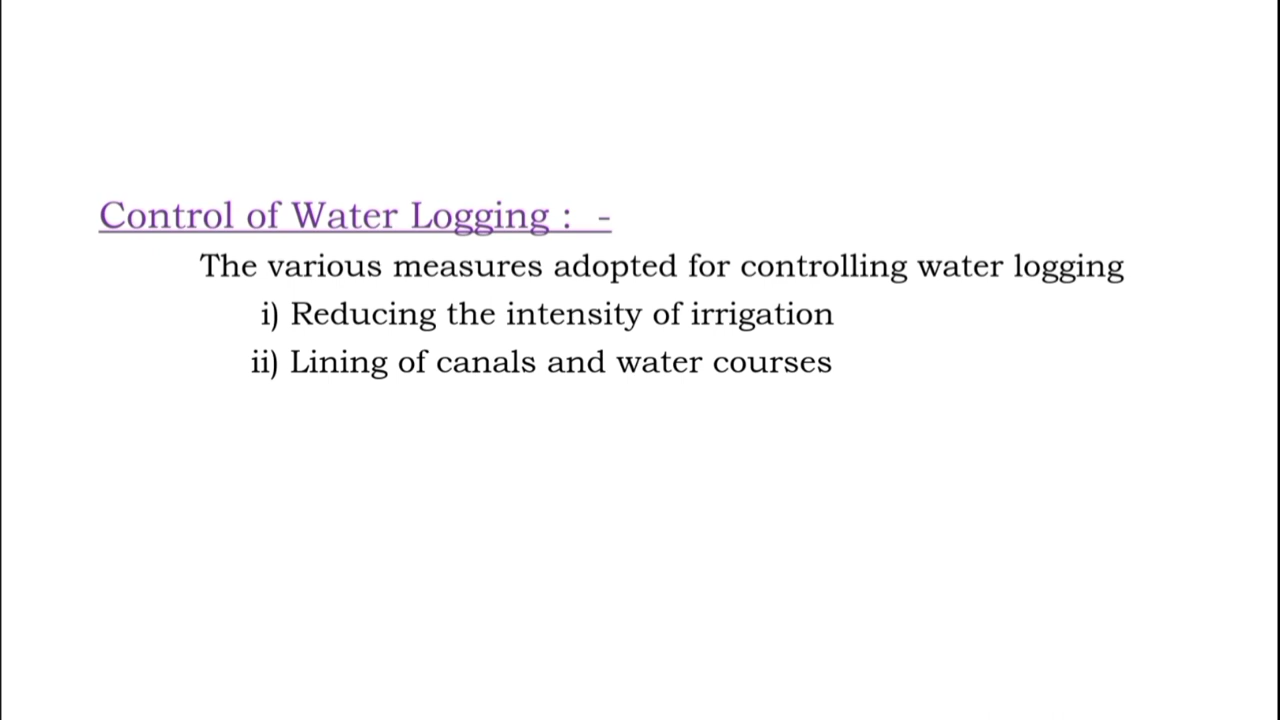 Control of Water Logging :  -
The various measures adopted for controlling water logging
i) Reducing the intensity of irrigation
ii) Lining of canals and water courses